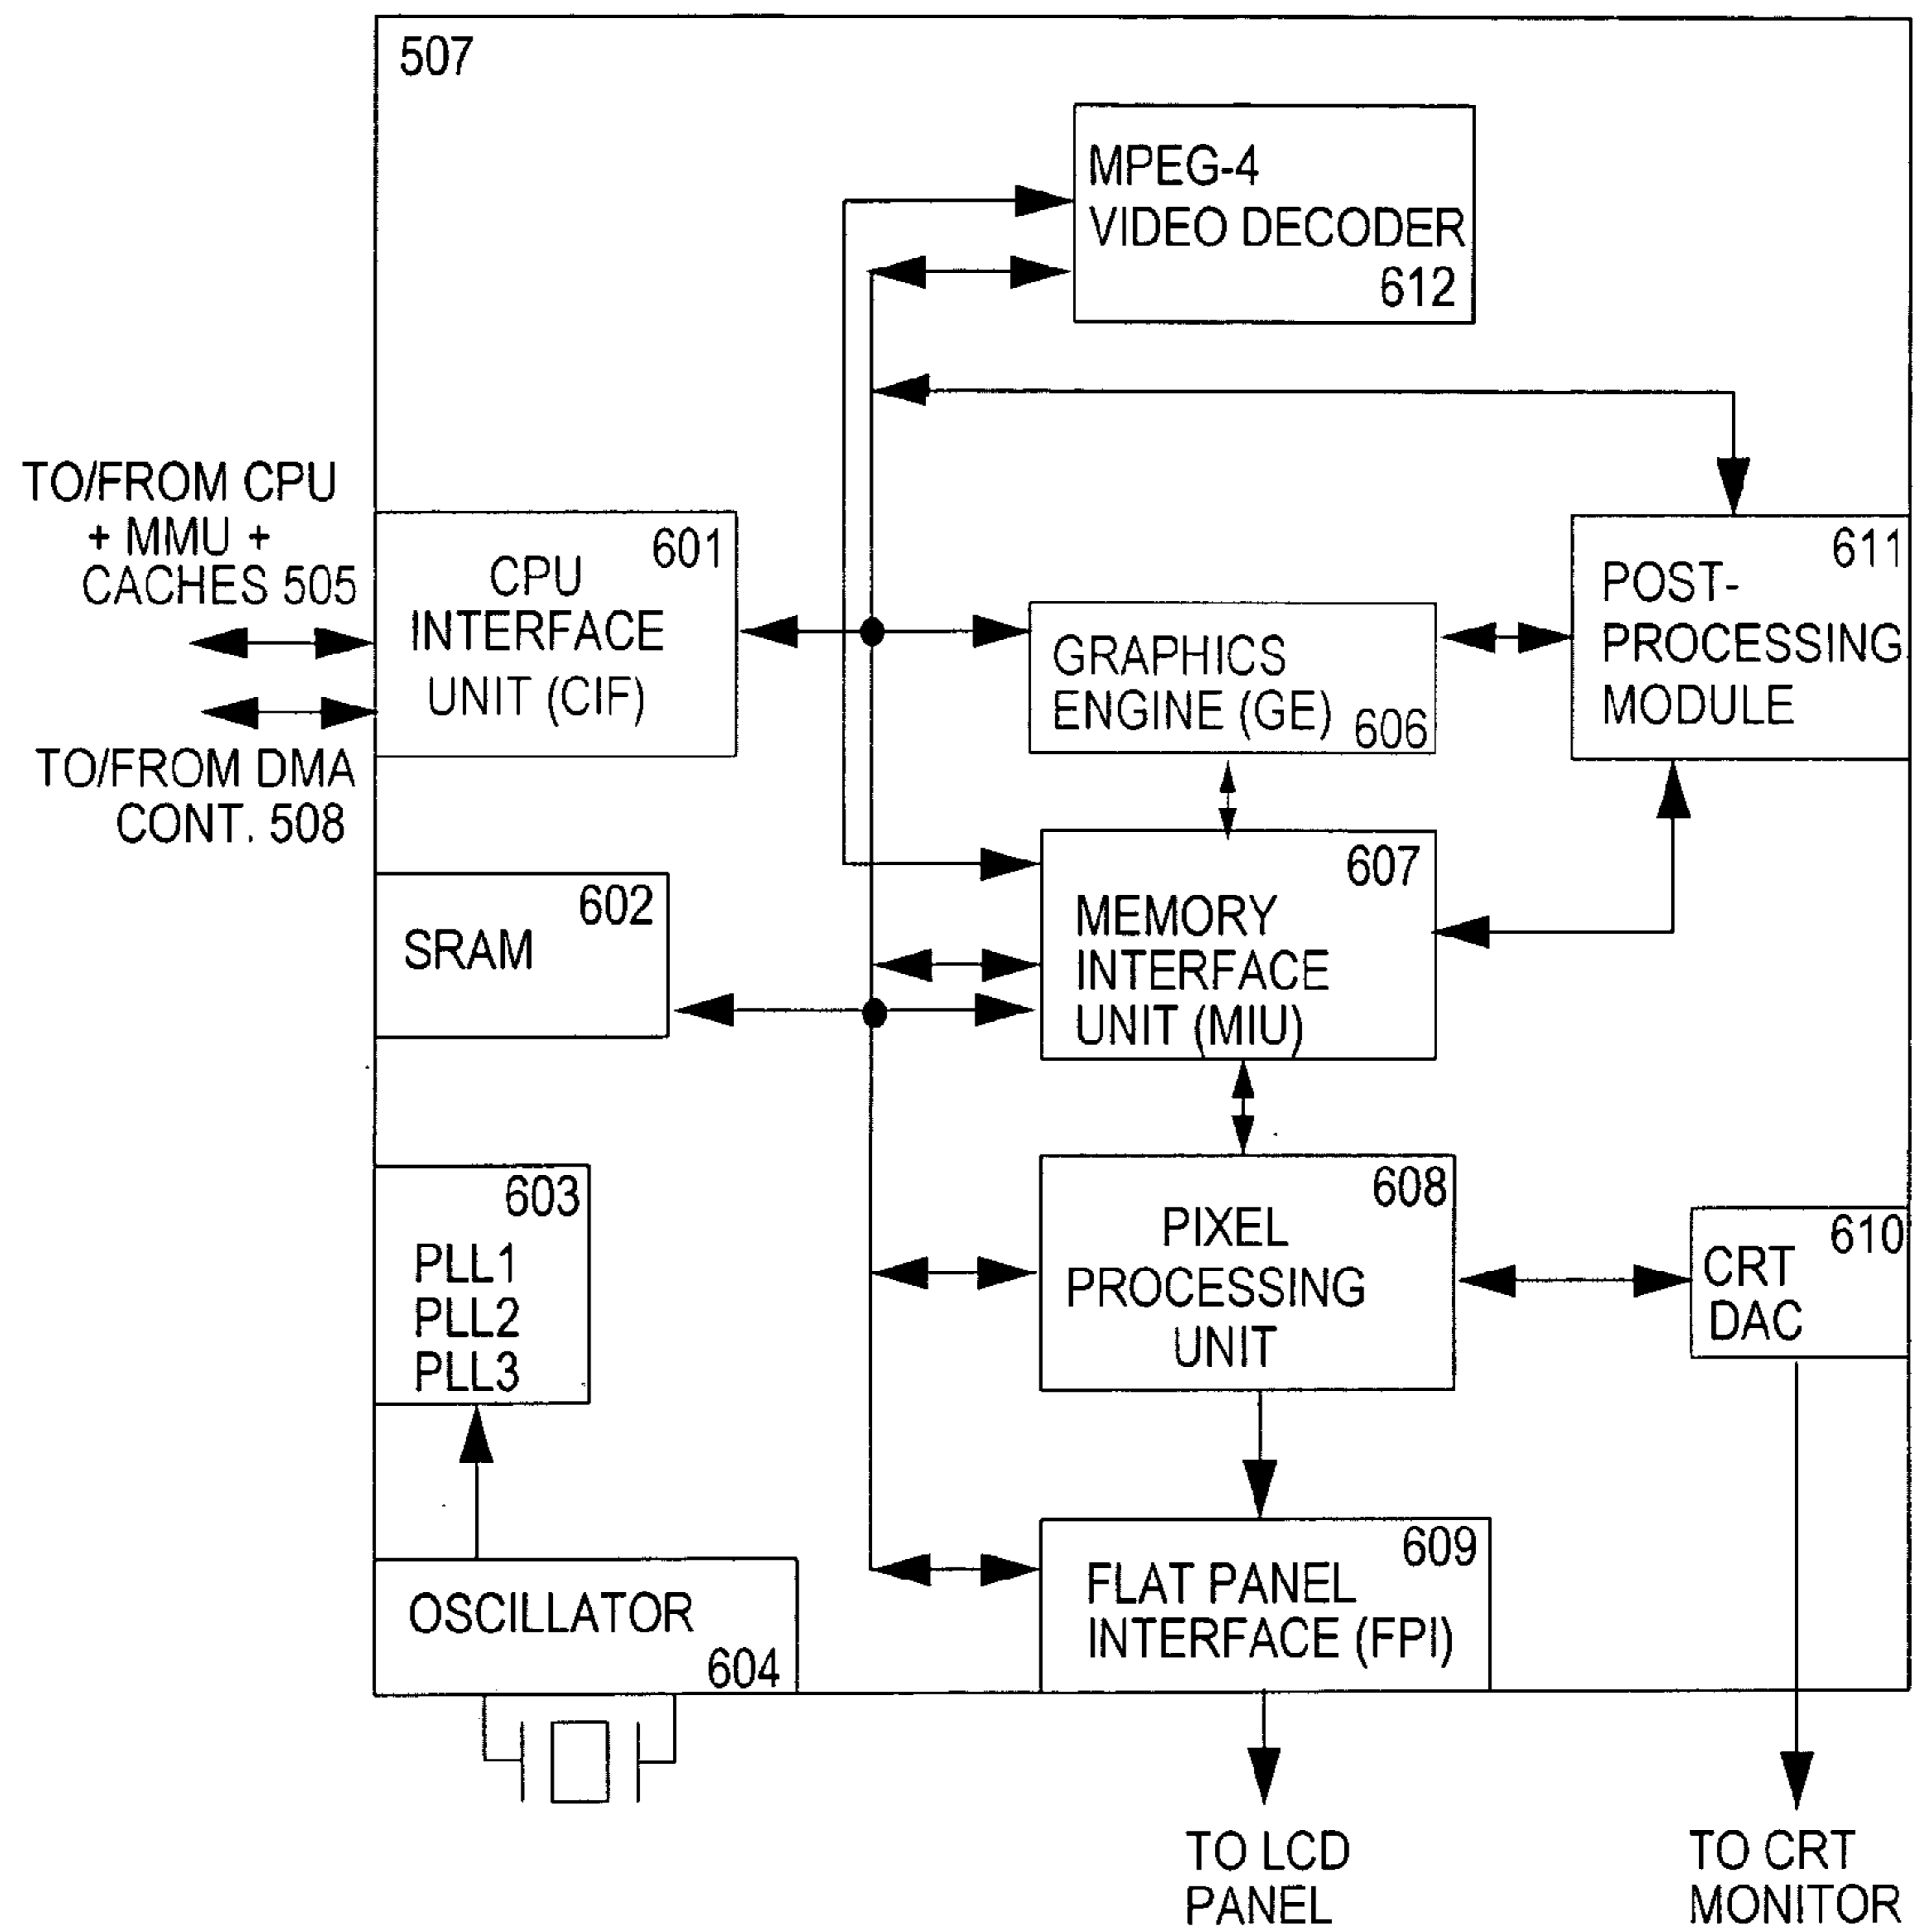 507
MPEG-4
VIDEO DECODER
612
TO/FROM CPU
+ MMU +
CACHES 505
TO/FROM DMA
CONT. 508
601
CPU
INTERFACE
UNIT (CIF)
GRAPHICS
ENGINE (GE)
606
611
POST-
PROCESSING
MODULE
602
SRAM
607
MEMORY
INTERFACE
UNIT (MIU)
603
PLL1
PLL2
PLL3
608
PIXEL
PROCESSING
UNIT
610
CRT
DAC
OSCILLATOR
604
609
FLAT PANEL
INTERFACE (FPI)
TO LCD
PANEL
TO CRT
MONITOR